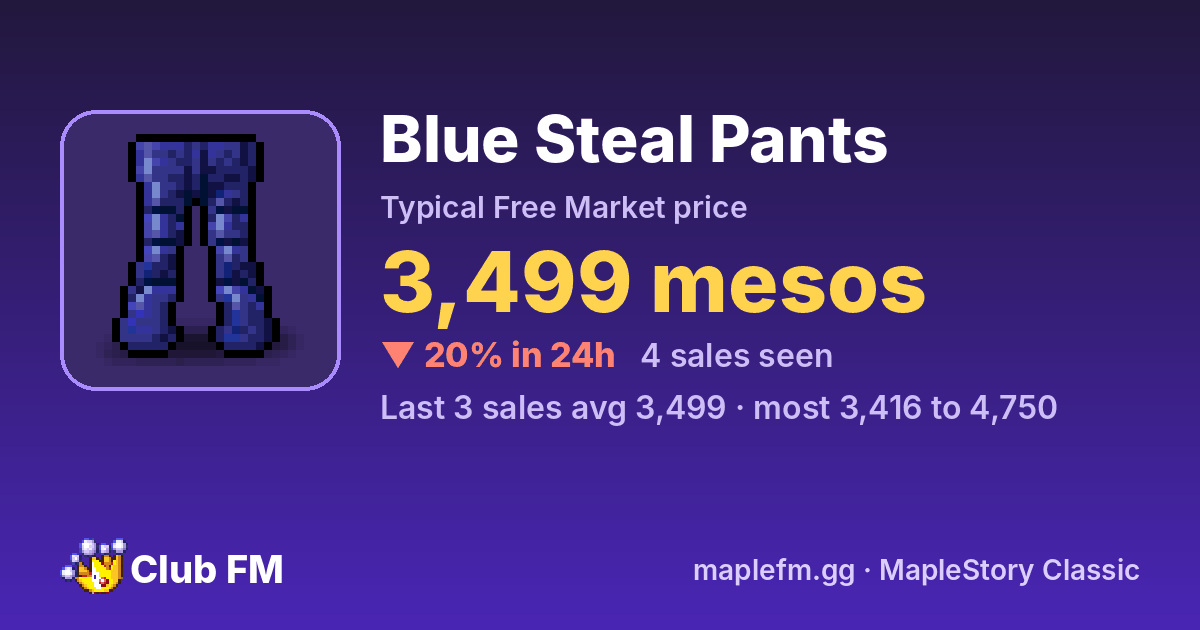 Blue Steal Pants
Typical Free Market price
3,499 mesos
▼ 20% in 24h 4 sales seen
Last 3 sales avg 3,499 · most 3,416 to 4,750
Club FM
maplefm.gg · MapleStory Classic